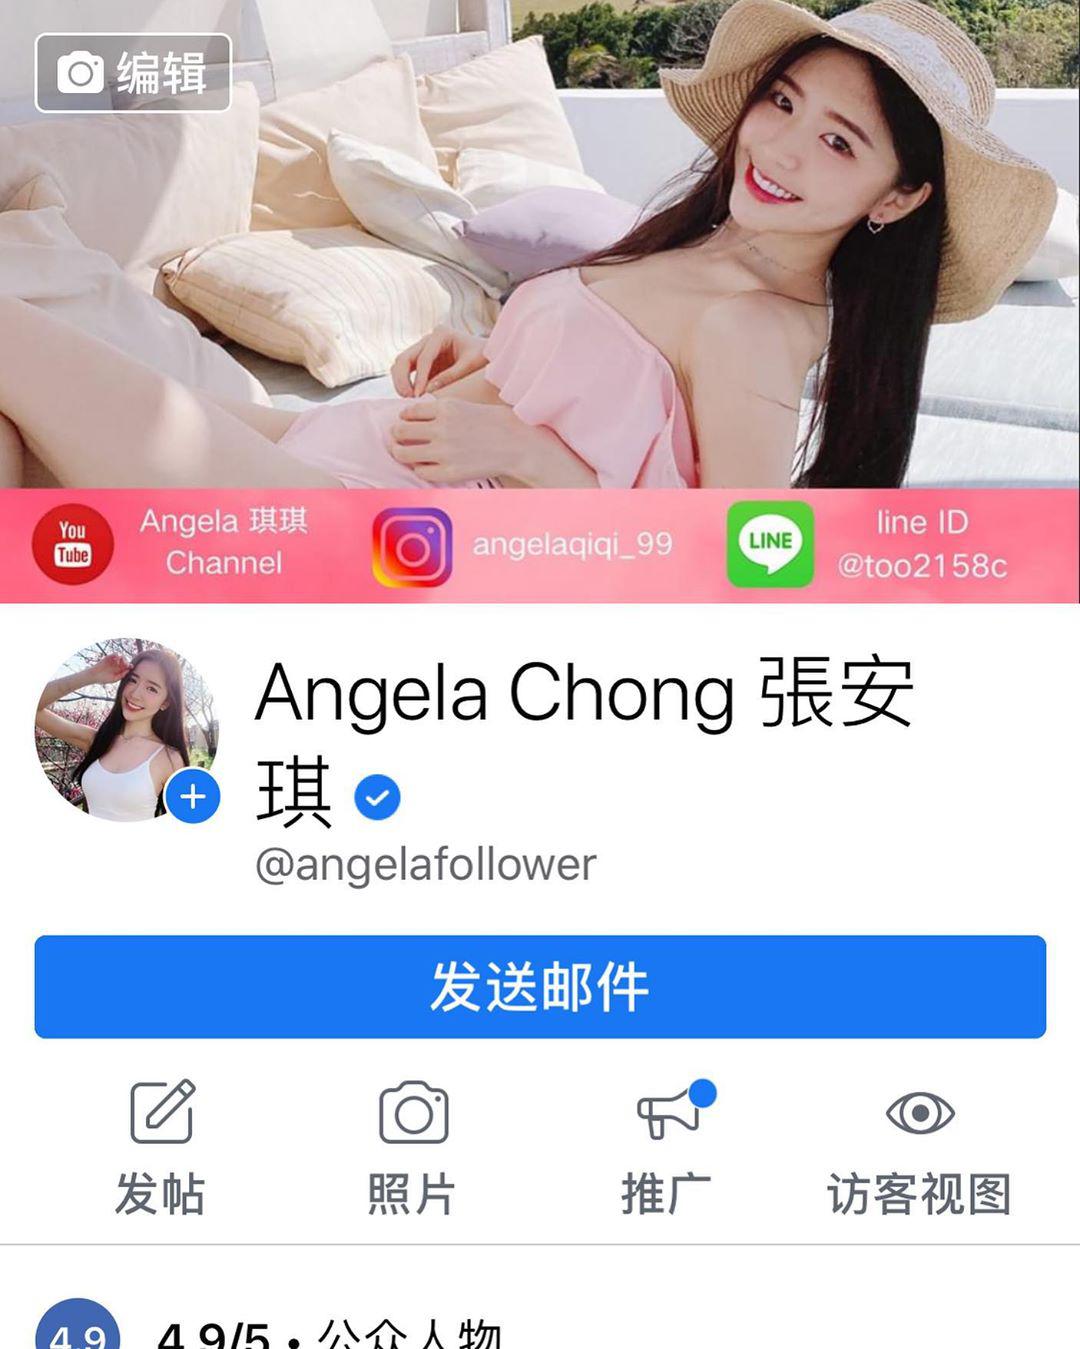 编辑
You
Tube
Angela 琪琪
Channel
angelaqiqi_99
LINE
line ID
@too2158c
Angela Chong 張安
琪
@angelafollower
发送邮件
发帖
照片
推广
访客视图
4.9
4.9/5 • 公众人物